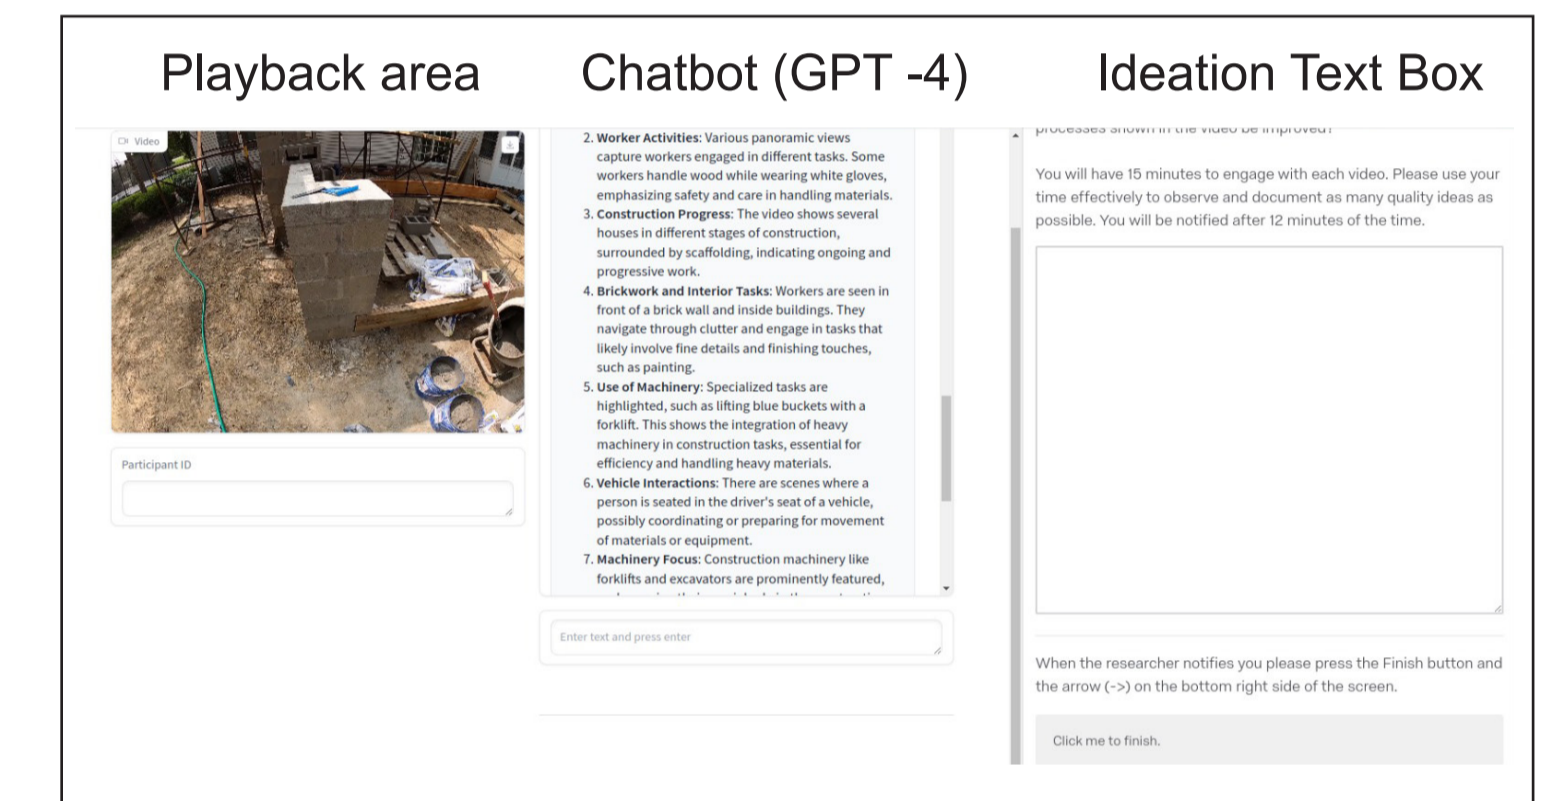 Playback area
Chatbot (GPT -4)
Ideation Text Box
Video
Participant ID
2. Worker Activities: Various panoramic views
capture workers engaged in different tasks. Some
workers handle wood while wearing white gloves,
emphasizing safety and care in handling materials.
3. Construction Progress: The video shows several
houses in different stages of construction,
surrounded by scaffolding, indicating ongoing and
progressive work.
4. Brickwork and Interior Tasks: Workers are seen in
front of a brick wall and inside buildings. They
navigate through clutter and engage in tasks that
likely involve fine details and finishing touches,
such as painting.
5. Use of Machinery: Specialized tasks are
highlighted, such as lifting blue buckets with a
forklift. This shows the integration of heavy
machinery in construction tasks, essential for
efficiency and handling heavy materials.
6. Vehicle Interactions: There are scenes where a
person is seated in the driver's seat of a vehicle,
possibly coordinating or preparing for movement
of materials or equipment.
7. Machinery Focus: Construction machinery like
forklifts and excavators are prominently featured,
Enter text and press enter
processes shown in the video be improved?
You will have 15 minutes to engage with each video. Please use your
time effectively to observe and document as many quality ideas as
possible. You will be notified after 12 minutes of the time.
When the researcher notifies you please press the Finish button and
the arrow (->) on the bottom right side of the screen.
Click me to finish.